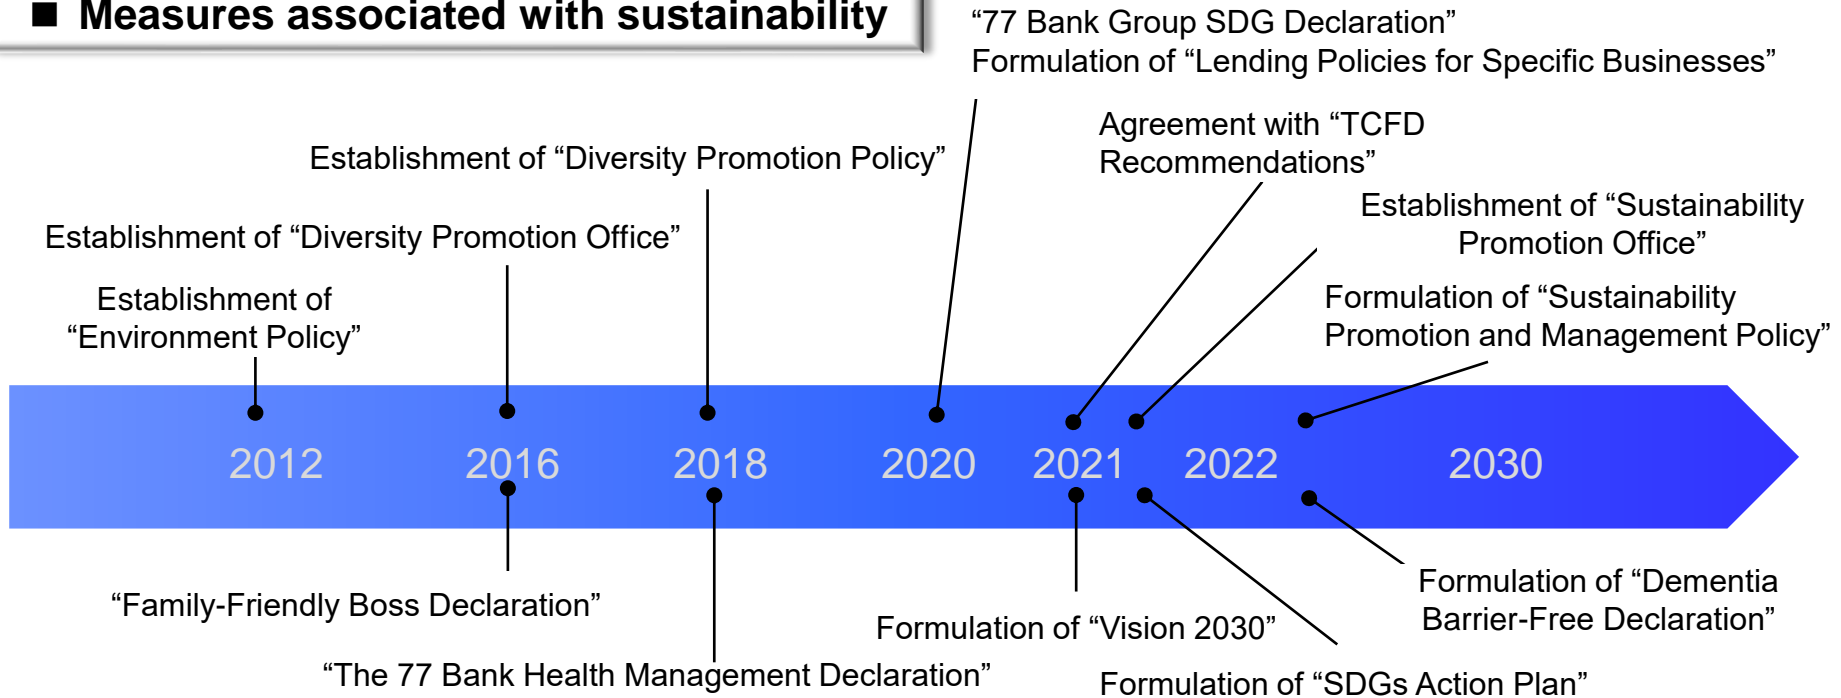 ■ Measures associated with sustainability
“77 Bank Group SDG Declaration”
Formulation of “Lending Policies for Specific Businesses”
Agreement with “TCFD
Recommendations”
Establishment of “Diversity Promotion Policy”
Establishment of “Sustainability
Promotion Office”
Establishment of “Diversity Promotion Office”
Establishment of
“Environment Policy”
Formulation of “Sustainability
Promotion and Management Policy”
2012 2016 2018 2020 2021 2022 2030
“Family-Friendly Boss Declaration”
Formulation of “Dementia
Barrier-Free Declaration”
Formulation of “Vision 2030”
“The 77 Bank Health Management Declaration”
Formulation of “SDGs Action Plan”